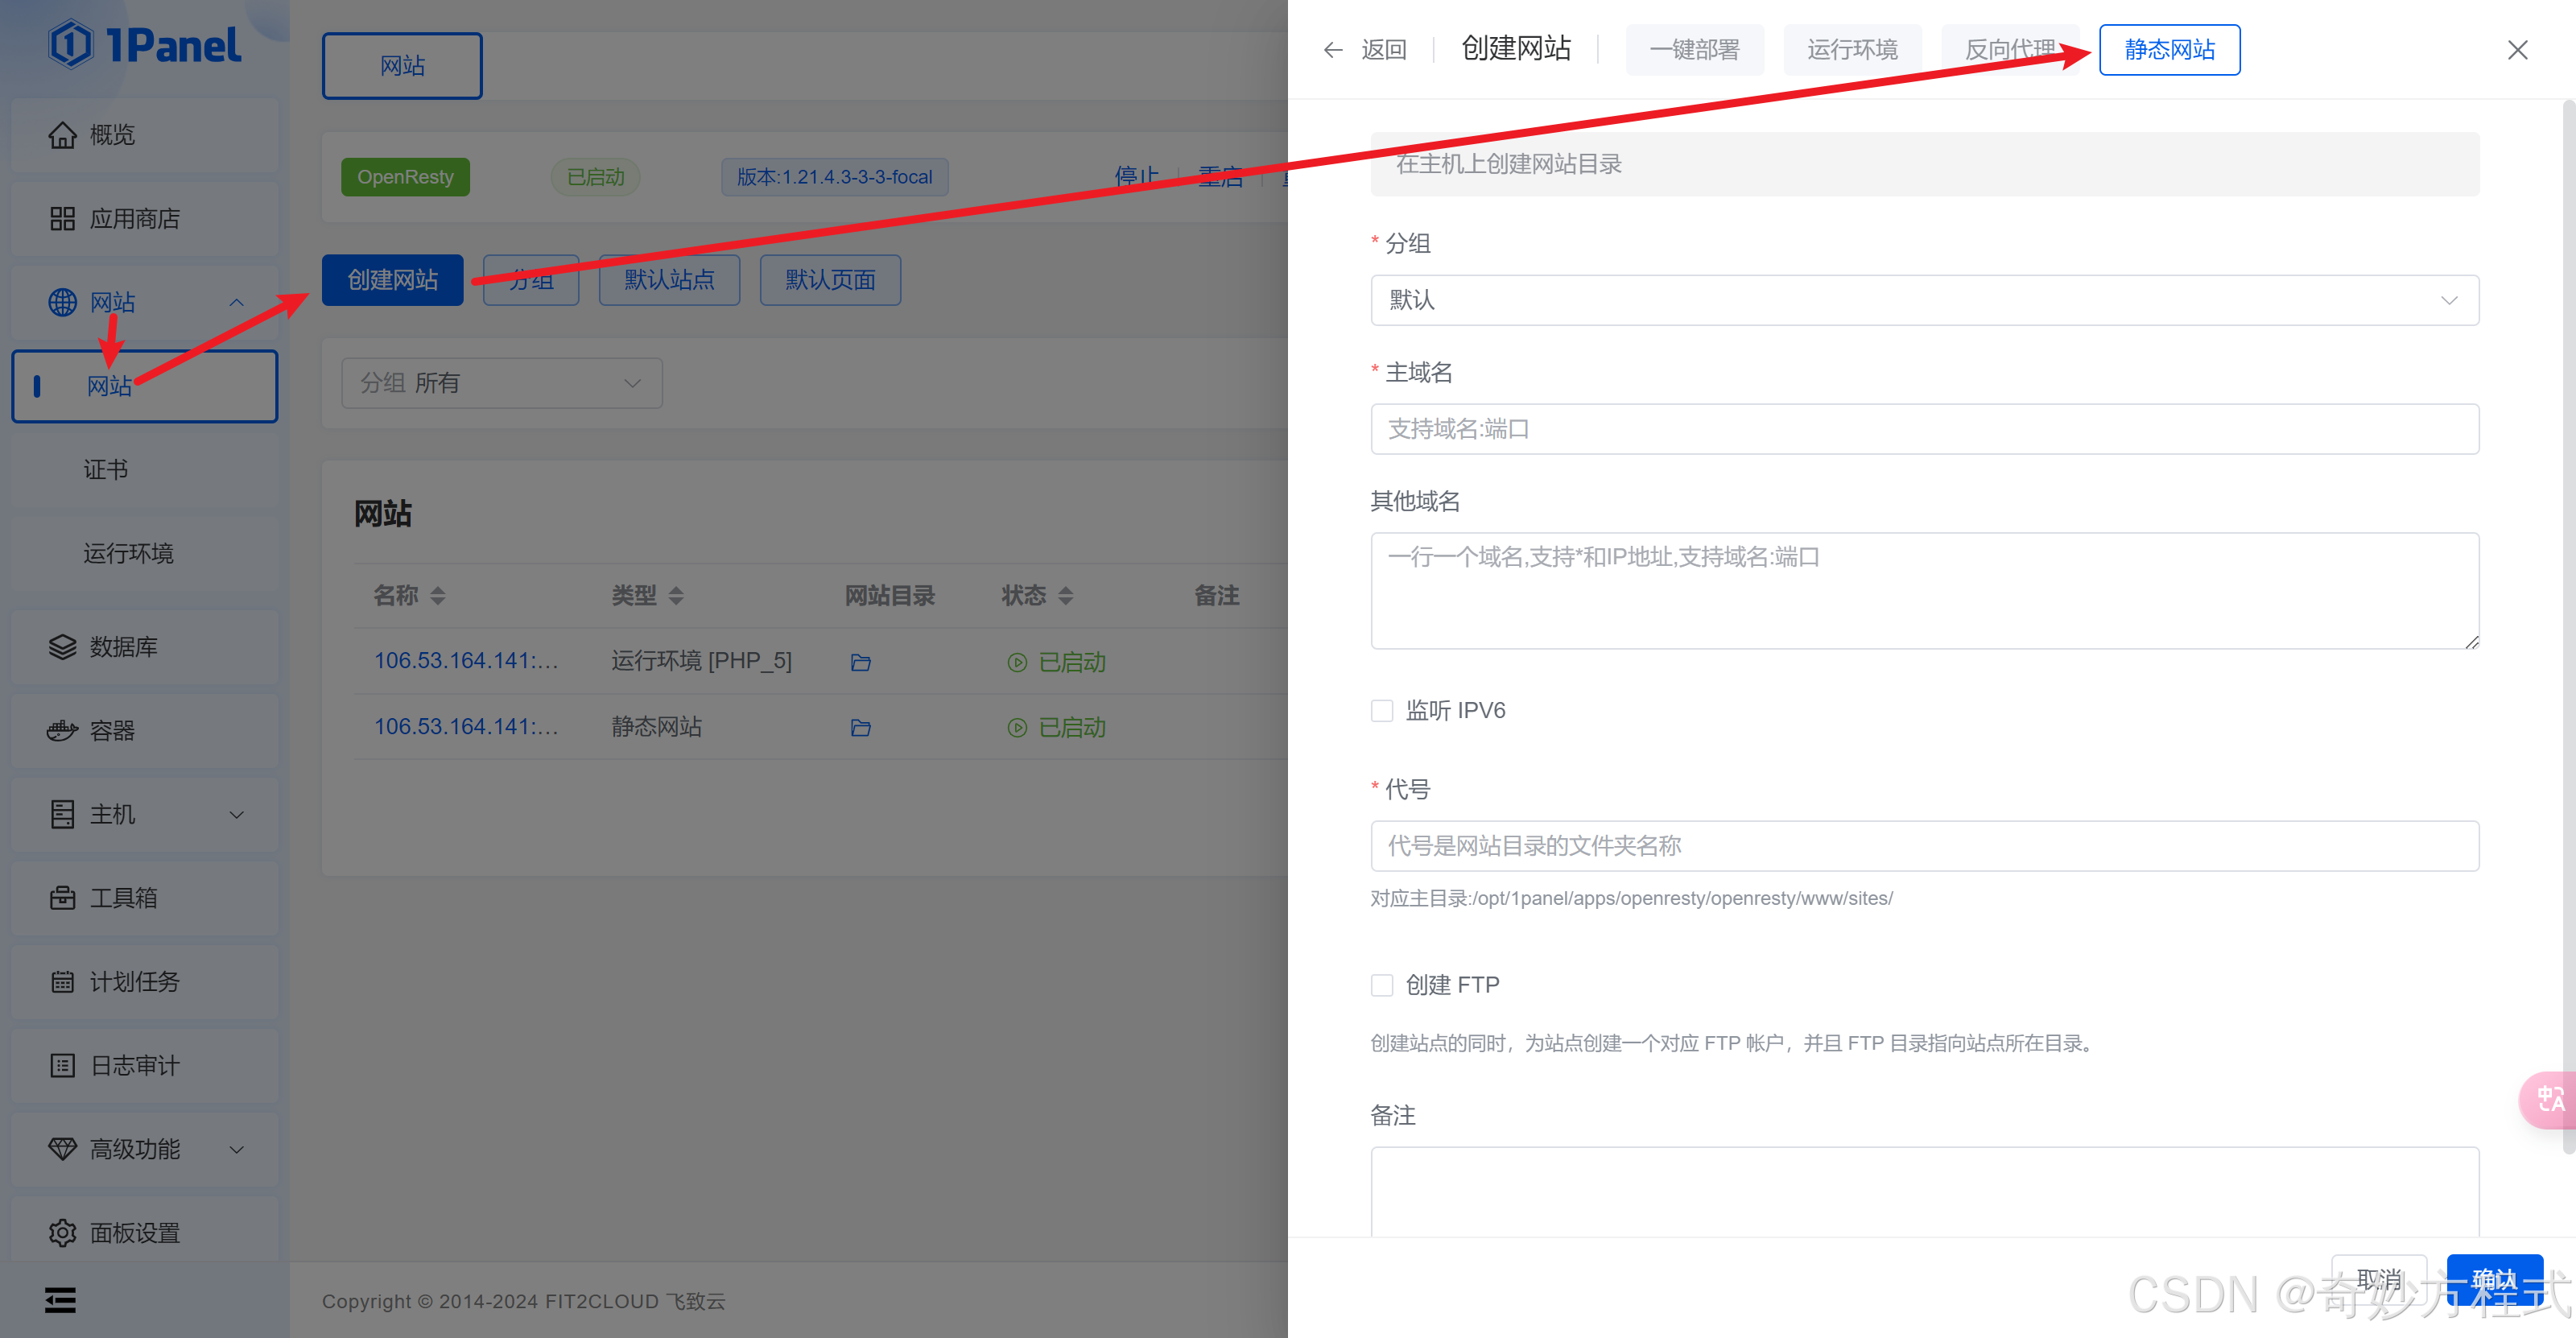 1Panel
概览
应用商店
网站
网站
证书
运行环境
数据库
容器
主机
工具箱
计划任务
日志审计
高级功能
面板设置
网站
OpenResty 已启动 版本:1.21.4.3-3-3-focal 停止 重启
创建网站 分组 默认站点 默认页面
分组 所有
网站
名称 类型 网站目录 状态 备注
106.53.164.141:... 运行环境 [PHP_5] 已启动
106.53.164.141:... 静态网站 已启动
Copyright © 2014-2024 FIT2CLOUD 飞致云
返回 创建网站 一键部署 运行环境 反向代理 静态网站
在主机上创建网站目录
* 分组
默认
* 主域名
支持域名:端口
其他域名
一行一个域名,支持*和IP地址,支持域名:端口
监听 IPV6
* 代号
代号是网站目录的文件夹名称
对应主目录:/opt/1panel/apps/openresty/openresty/www/sites/
创建 FTP
创建站点的同时，为站点创建一个对应 FTP 帐户，并且 FTP 目录指向站点所在目录。
备注
取消 确认
中A
CSDN @奇妙方程式